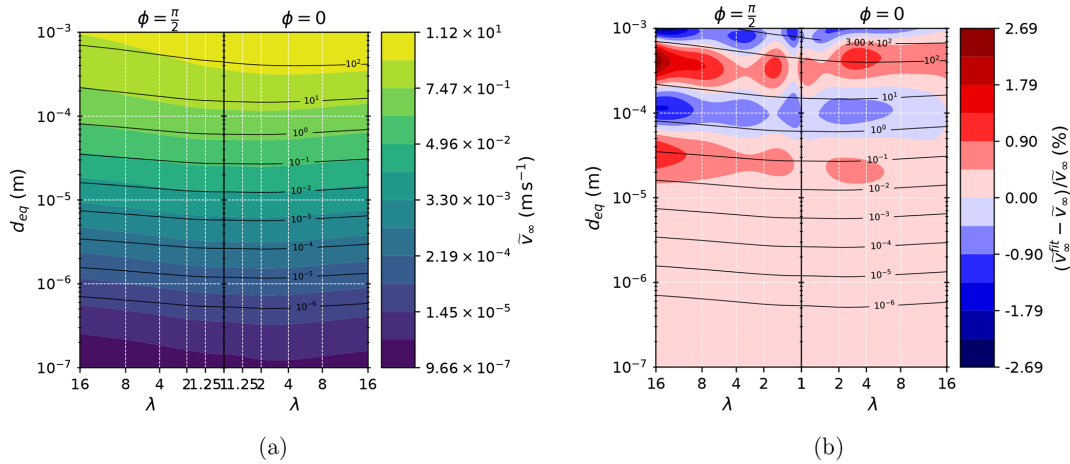 ϕ = π/2
ϕ = 0
10⁻³
10⁻⁴
10⁻⁵
10⁻⁶
10⁻⁷
d_eq (m)
10²
10¹
10⁰
10⁻¹
10⁻²
10⁻³
10⁻⁴
10⁻⁵
10⁻⁶
16 8 4 2 1.25 1 1 1.25 2 4 8 16
λ λ
1.12 × 10¹
7.47 × 10⁻¹
4.96 × 10⁻²
3.30 × 10⁻³
2.19 × 10⁻⁴
1.45 × 10⁻⁵
9.66 × 10⁻⁷
ṽ_∞ (m s⁻¹)
(a)
ϕ = π/2
ϕ = 0
10⁻³
10⁻⁴
10⁻⁵
10⁻⁶
10⁻⁷
d_eq (m)
3.00 × 10²
10²
10¹
10⁰
10⁻¹
10⁻²
10⁻³
10⁻⁴
10⁻⁵
10⁻⁶
16 8 4 2 1 2 4 8 16
λ λ
2.69
1.79
0.90
0.00
-0.90
-1.79
-2.69
(ṽ_∞^fit − ṽ_∞)/ṽ_∞ (%)
(b)